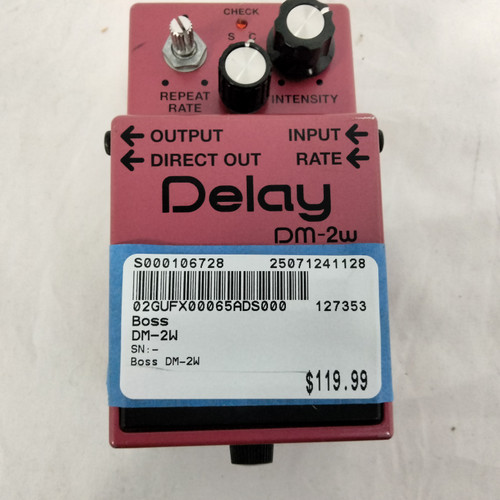 CHECK
S C
REPEAT RATE
INTENSITY
OUTPUT INPUT
DIRECT OUT RATE
Delay
DM-2w
S000106728 25071241128
02GUFX00065ADS000 127353
Boss
DM-2W
SN:-
Boss DM-2W
$119.99